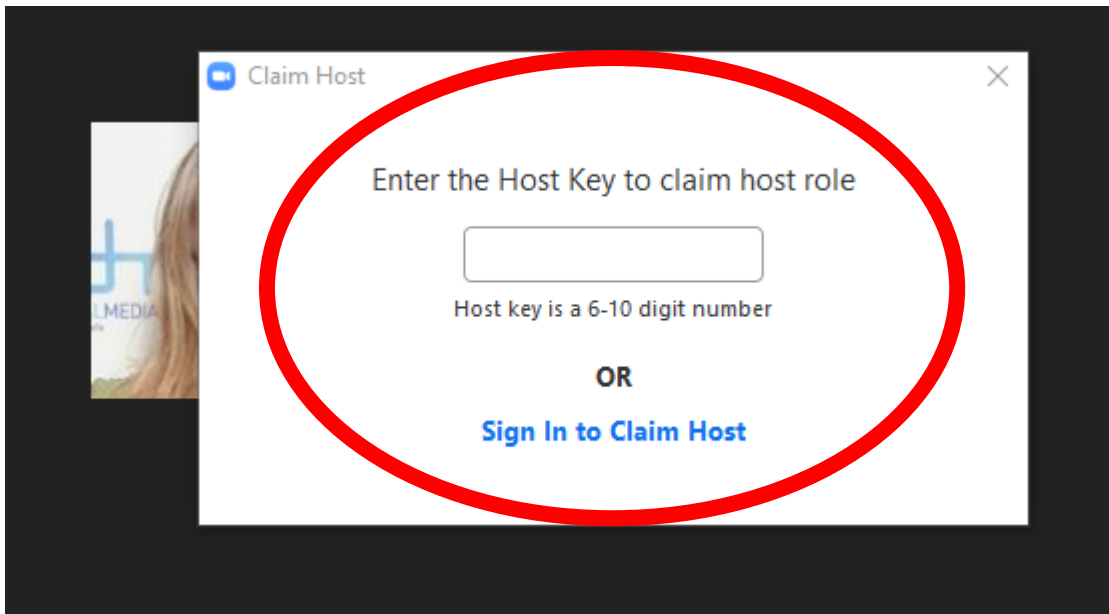 Claim Host
Enter the Host Key to claim host role
Host key is a 6-10 digit number
OR
Sign In to Claim Host
MEDIA